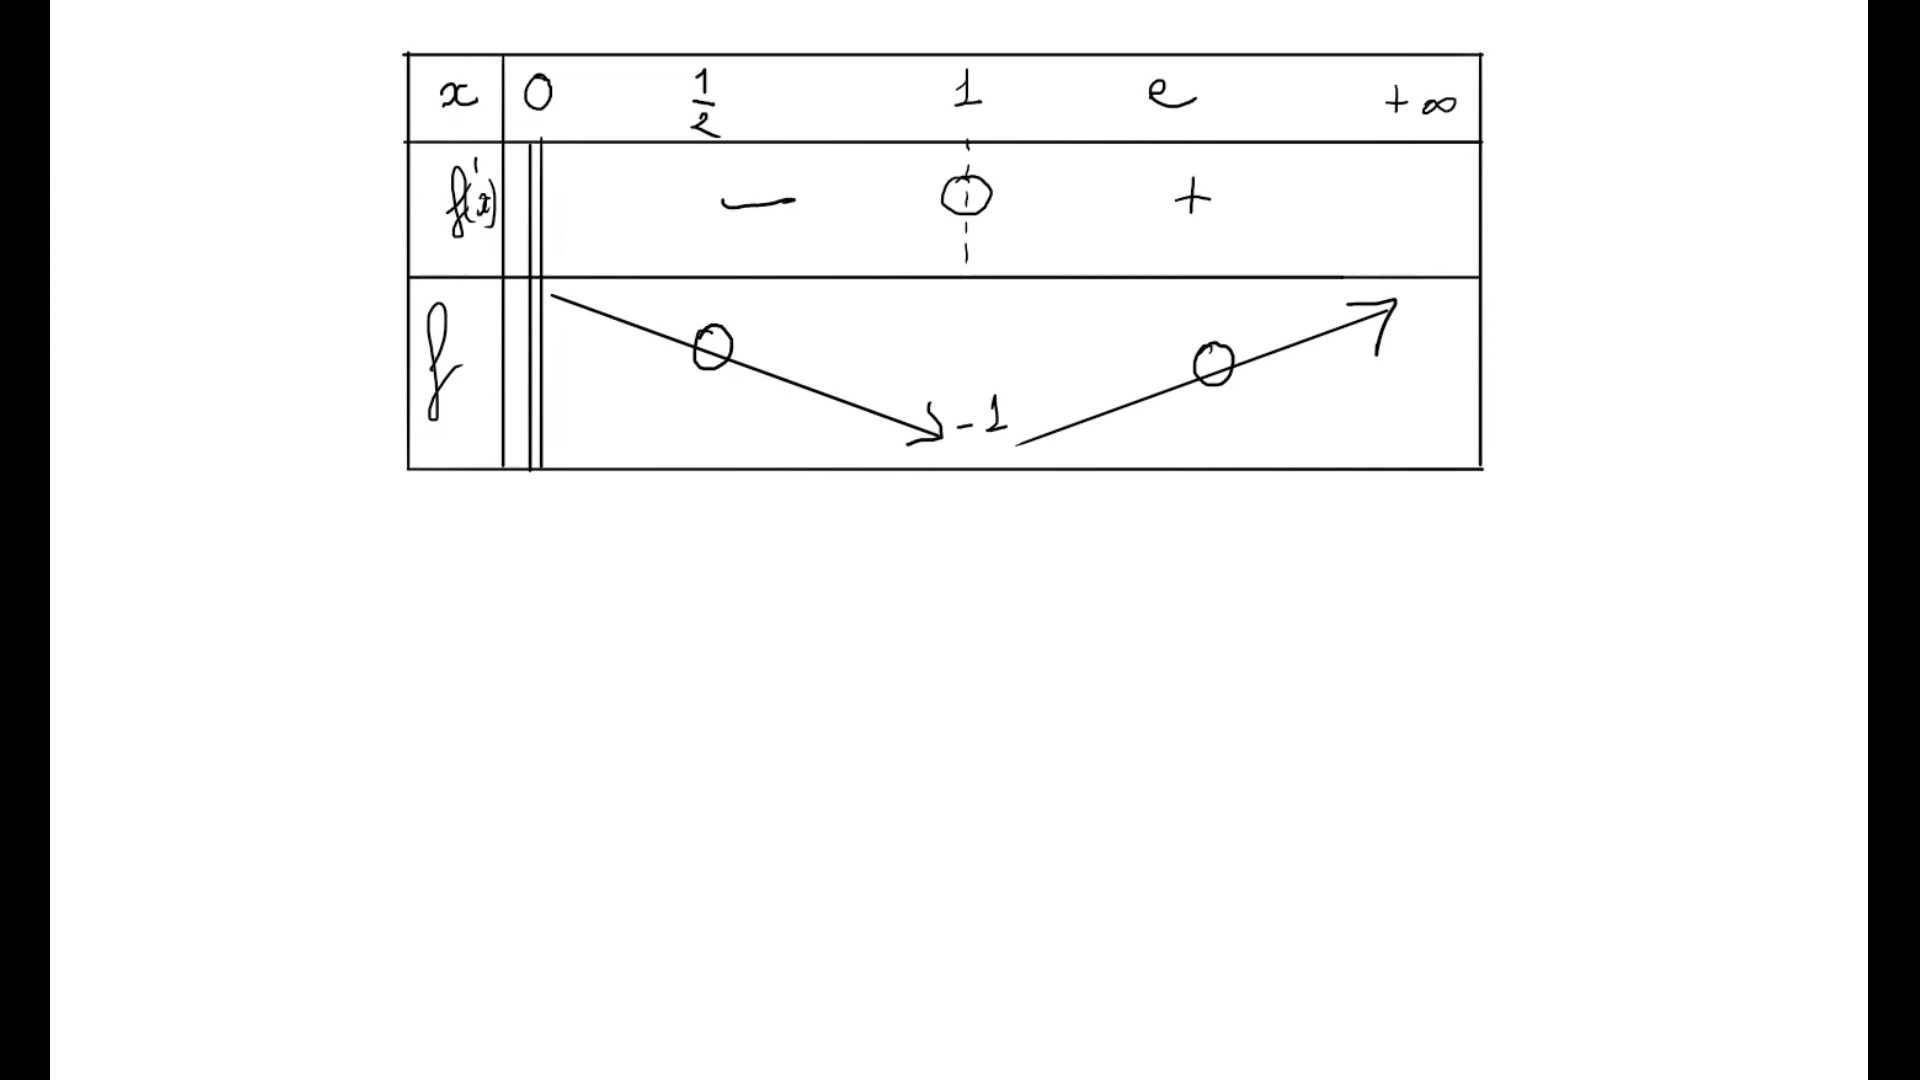 x 0 1/2 1 e +∞
f'(x) − 0 +
f 0 -1 0